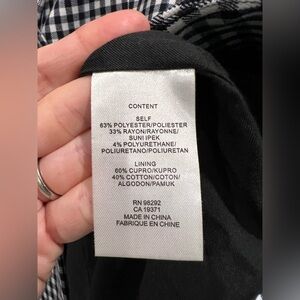 CONTENT
SELF
63% POLYESTER/POLIESTER
33% RAYON/RAYONNE/
SUNI IPEK
4% POLYURETHANE/
POLIURETANO/POLIURETAN
LINING
60% CUPRO/KUPRO
40% COTTON/COTON/
ALGODON/PAMUK
RN 98292
CA 19371
MADE IN CHINA
FABRIQUE EN CHINE